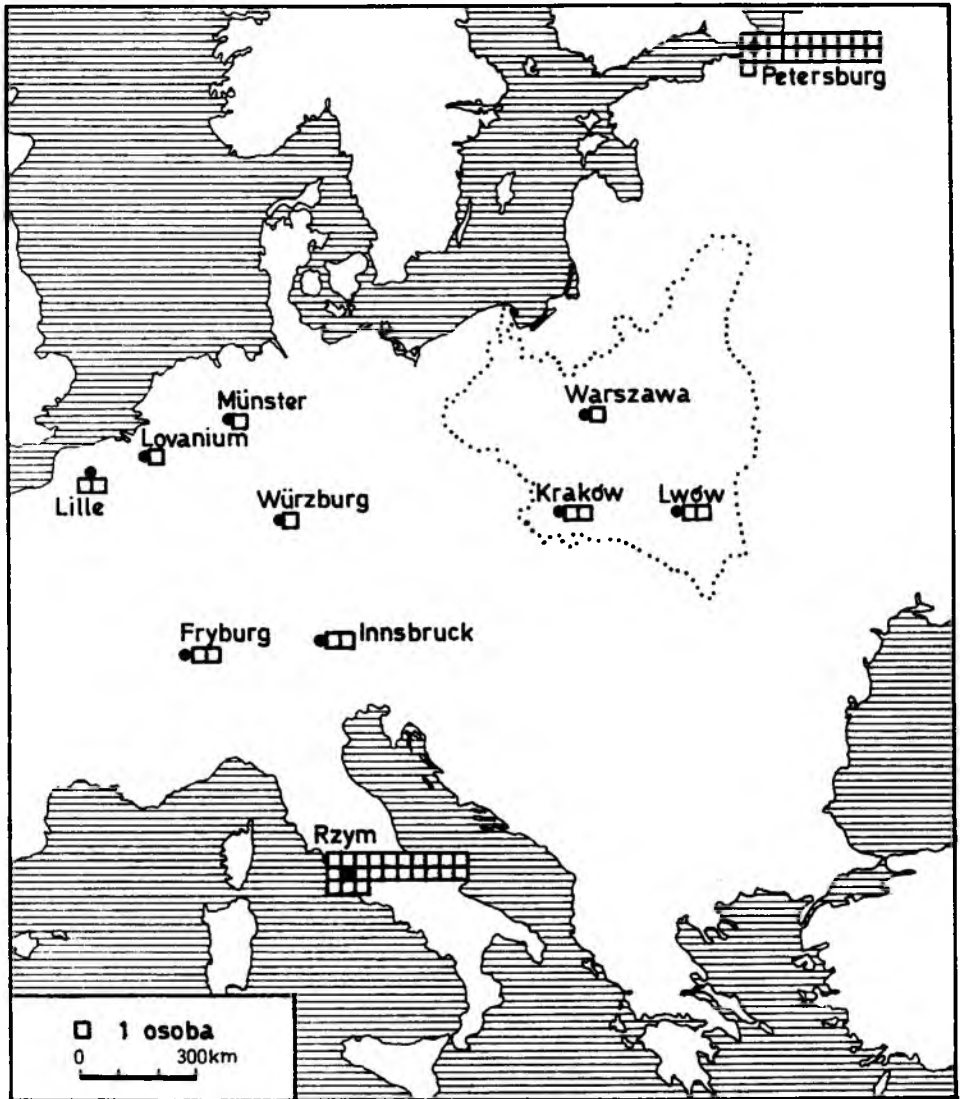 Petersburg
Warszawa
Münster
Lovanium
Lille
Würzburg
Kraków
Lwów
Fryburg
Innsbruck
Rzym
1 osoba
0 300km